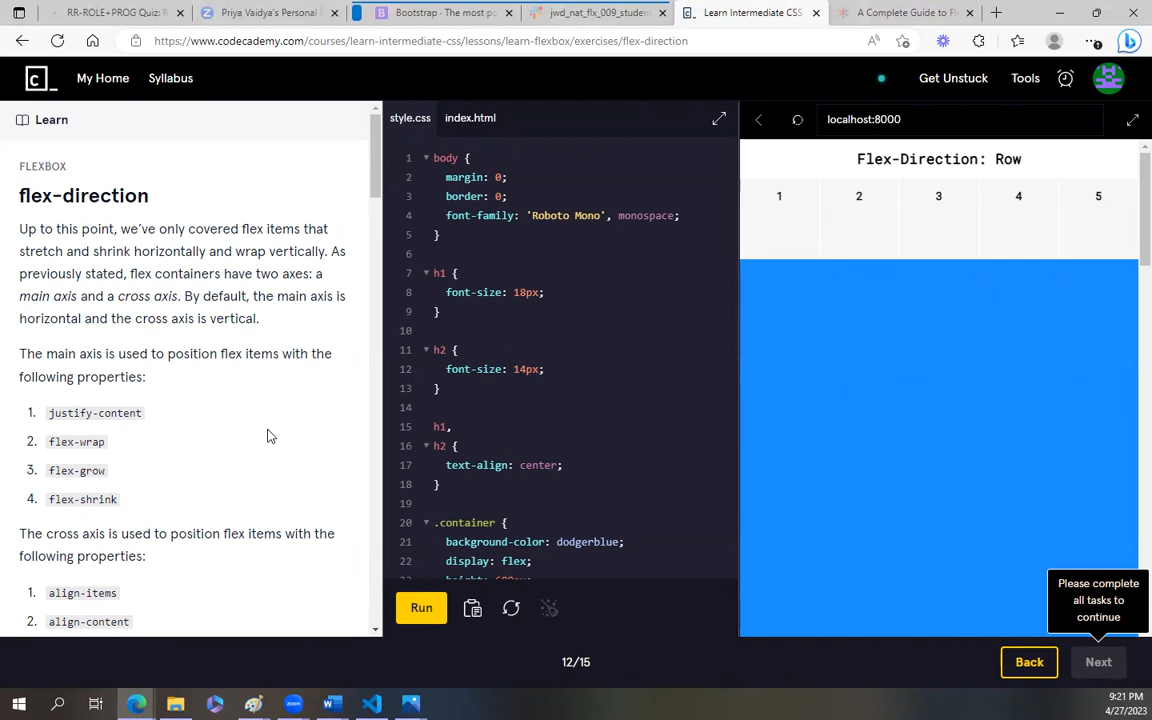 RR-ROLE+PROG Quiz: R
Priya Vaidya's Personal
Bootstrap - The most po
jwd_nat_flx_009_studen
Learn Intermediate CSS
A Complete Guide to Fl
https://www.codecademy.com/courses/learn-intermediate-css/lessons/learn-flexbox/exercises/flex-direction
My Home
Syllabus
Get Unstuck
Tools
Learn
FLEXBOX
flex-direction
Up to this point, we've only covered flex items that
stretch and shrink horizontally and wrap vertically. As
previously stated, flex containers have two axes: a
main axis and a cross axis. By default, the main axis is
horizontal and the cross axis is vertical.
The main axis is used to position flex items with the
following properties:
1. justify-content
2. flex-wrap
3. flex-grow
4. flex-shrink
The cross axis is used to position flex items with the
following properties:
1. align-items
2. align-content
style.css
index.html
1 body {
2 margin: 0;
3 border: 0;
4 font-family: 'Roboto Mono', monospace;
5 }
6
7 h1 {
8 font-size: 18px;
9 }
10
11 h2 {
12 font-size: 14px;
13 }
14
15 h1,
16 h2 {
17 text-align: center;
18 }
19
20 .container {
21 background-color: dodgerblue;
22 display: flex;
Run
localhost:8000
Flex-Direction: Row
1 2 3 4 5
Please complete
all tasks to
continue
12/15
Back
Next
9:21 PM
4/27/2023